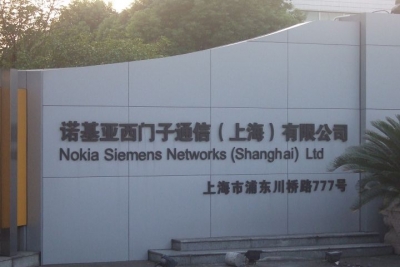 诺基亚西门子通信(上海)有限公司
Nokia Siemens Networks (Shanghai) Ltd
上海市浦东川桥路777号